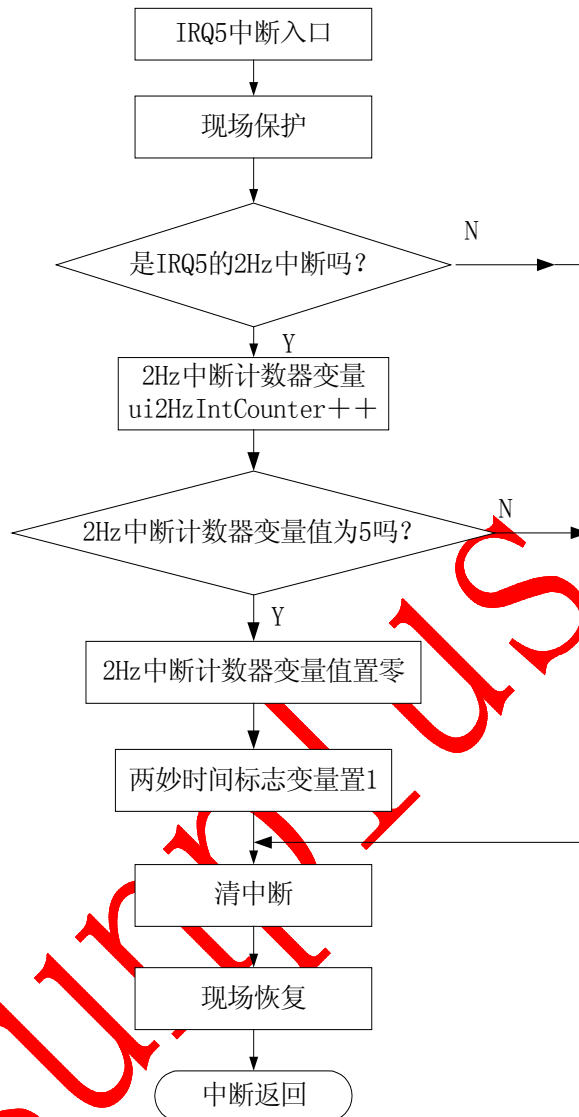 IRQ5中断入口
现场保护
是IRQ5的2Hz中断吗?
N
Y
2Hz中断计数器变量
ui2HzIntCounter++
2Hz中断计数器变量值为5吗?
N
Y
2Hz中断计数器变量值置零
两妙时间标志变量置1
清中断
现场恢复
中断返回
sunplus